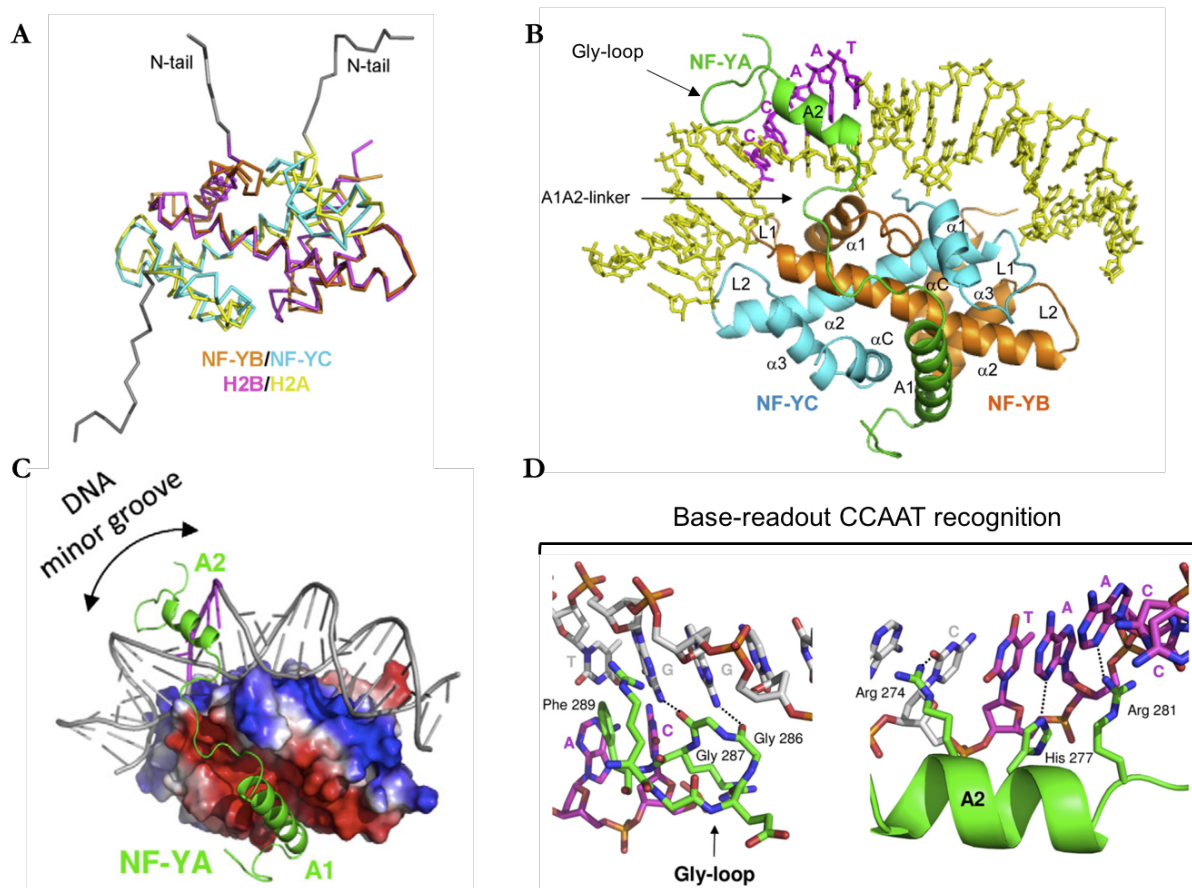 A
N-tail
N-tail
NF-YB/NF-YC
H2B/H2A
B
Gly-loop
NF-YA
C
C
A
A
T
A2
A1A2-linker
L1
α1
α1
L1
L2
αC
α3
L2
α2
αC
α3
α2
A1
NF-YC
NF-YB
C
DNA
minor groove
A2
NF-YA
A1
D
Base-readout CCAAT recognition
T
G
G
Phe 289
A
C
Gly 287
Gly 286
Gly-loop
A
C
A
T
C
C
Arg 274
Arg 281
His 277
A2